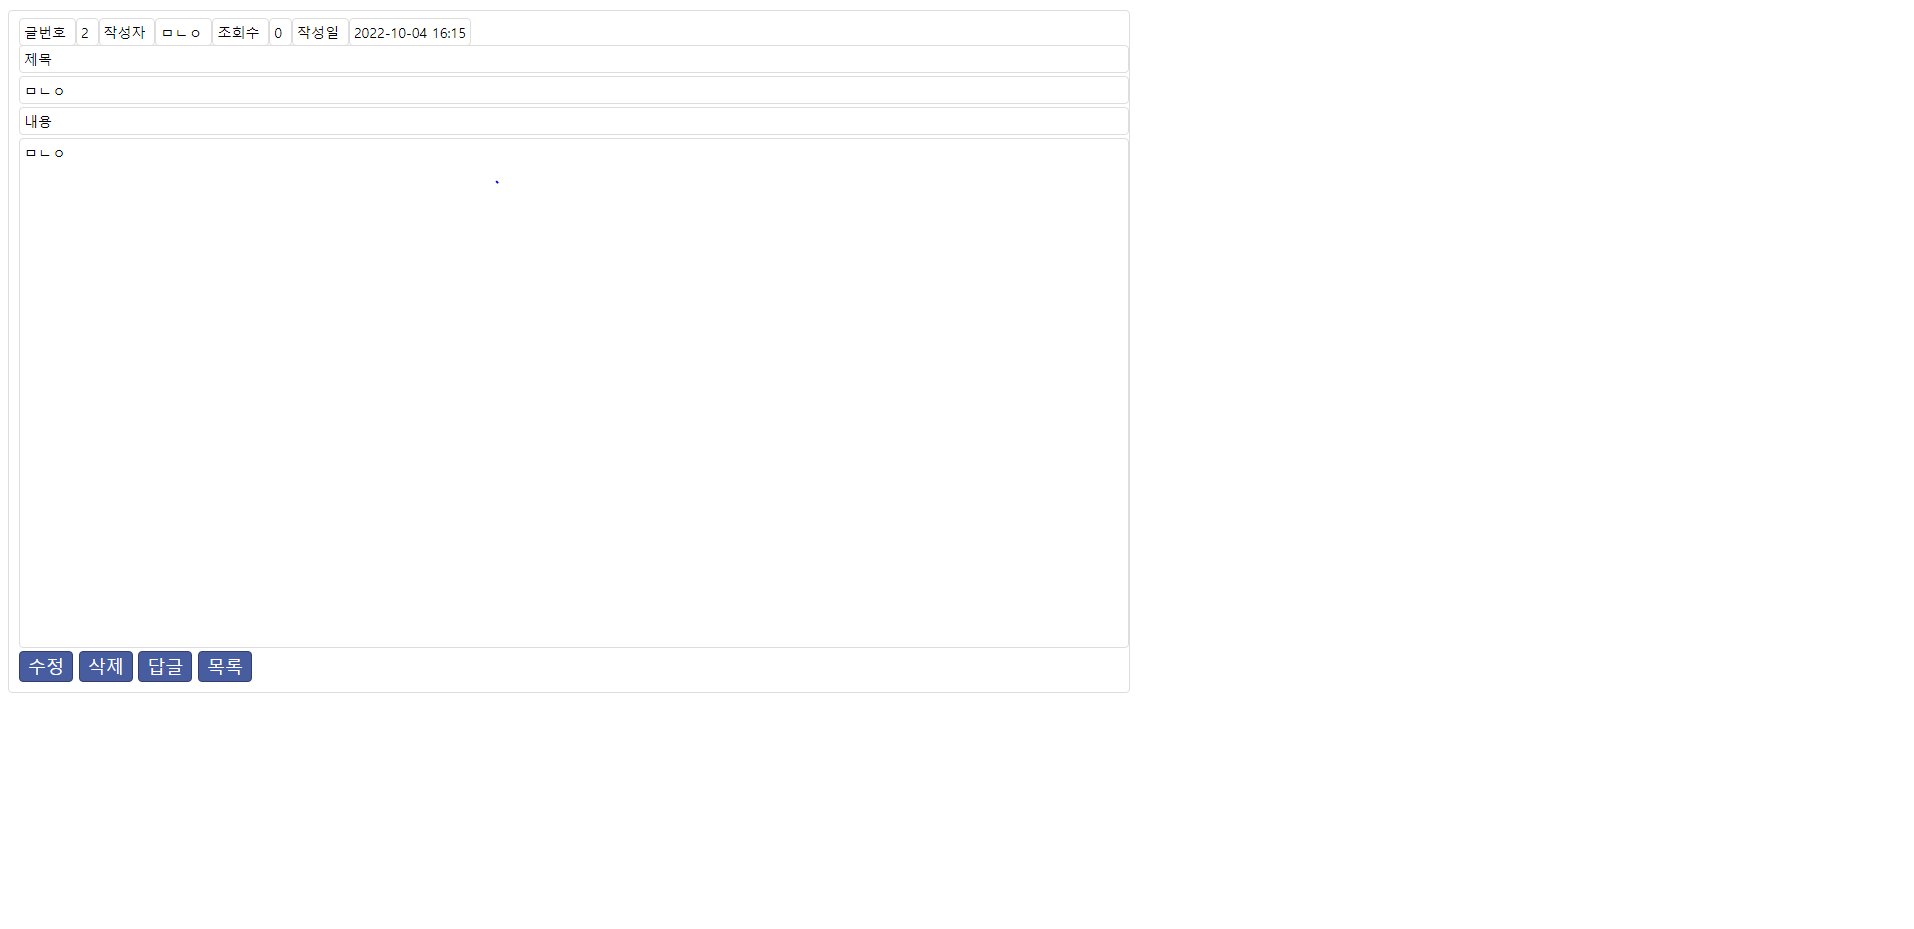 글번호 2 작성자 ㅁㄴㅇ 조회수 0 작성일 2022-10-04 16:15
제목
ㅁㄴㅇ
내용
ㅁㄴㅇ
수정 삭제 답글 목록